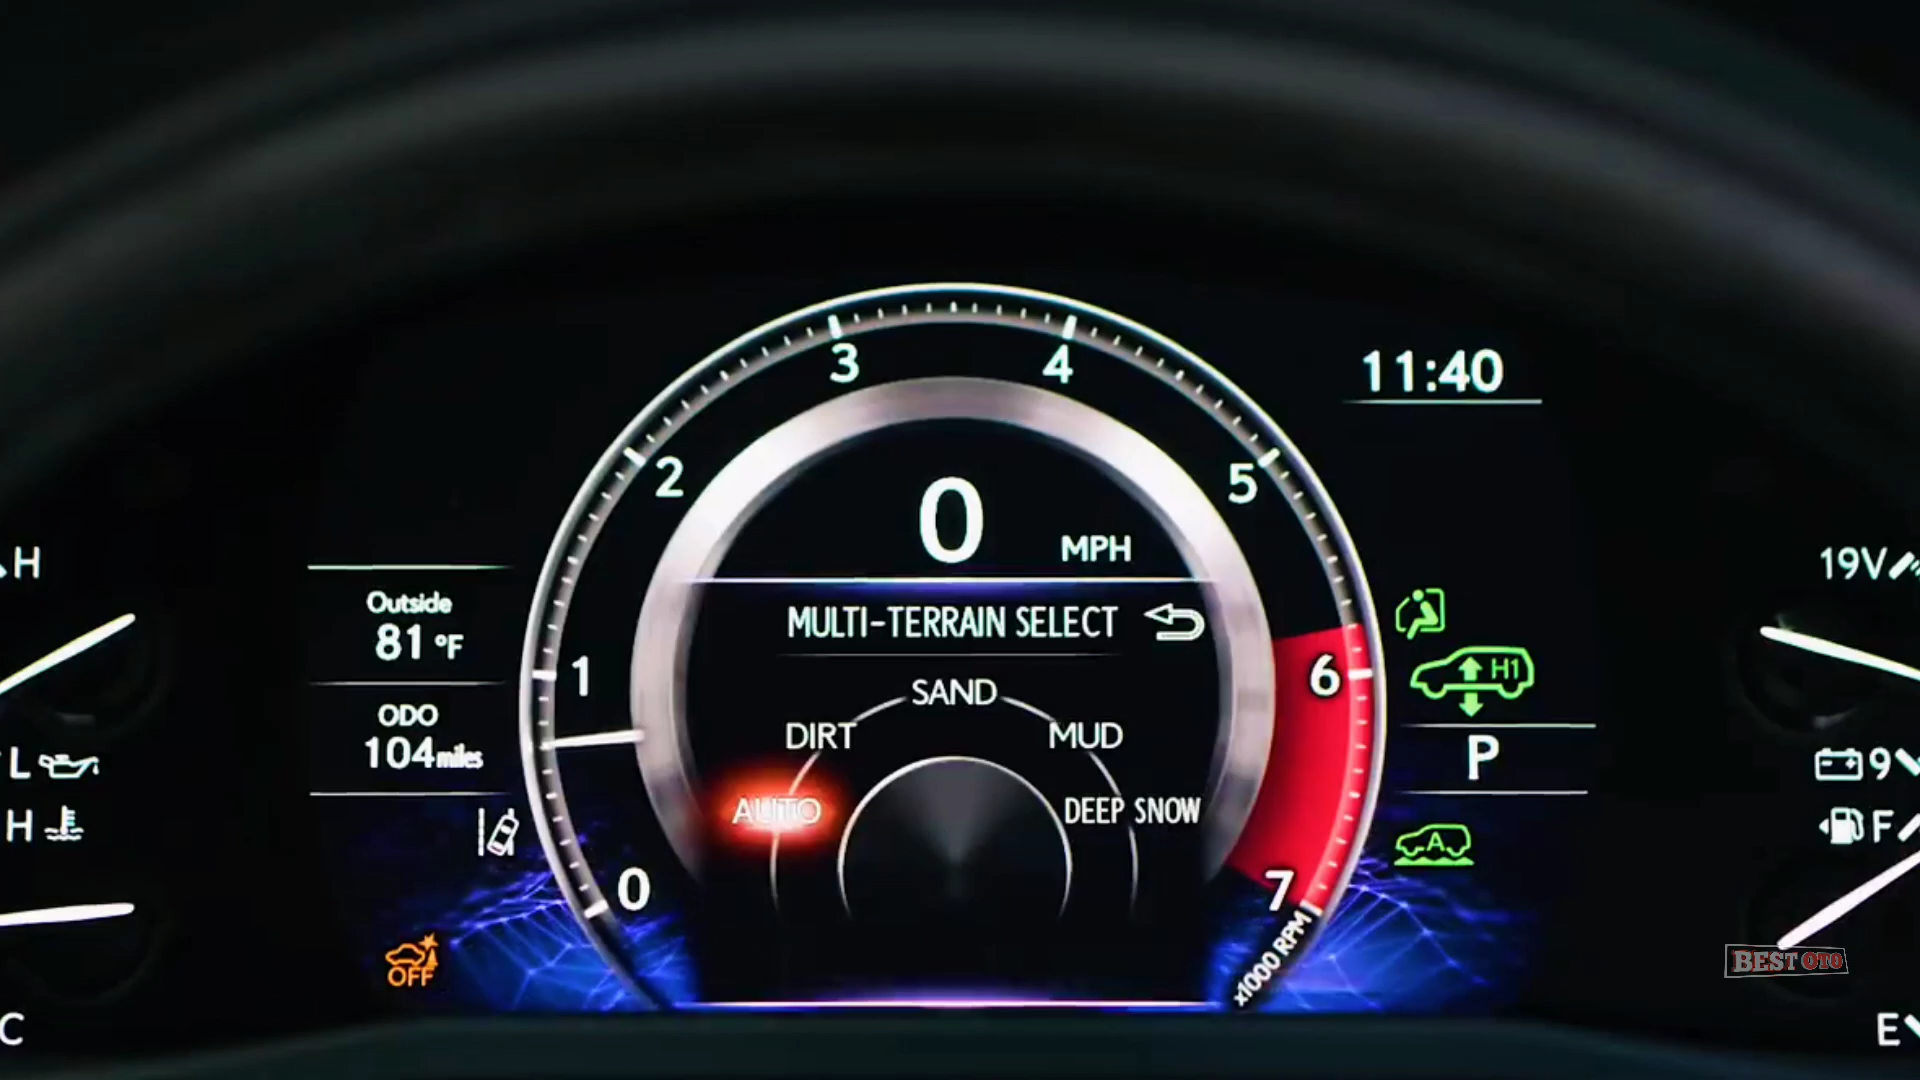 3 4
11:40
2 5
0 MPH
H
19V
Outside
81 °F
MULTI-TERRAIN SELECT
H1
1 6
SAND
ODO
104 miles
DIRT MUD
P
L
9
AUTO DEEP SNOW
H
F
A
0 7
x1000 RPM
OFF
BEST OTO
C
E